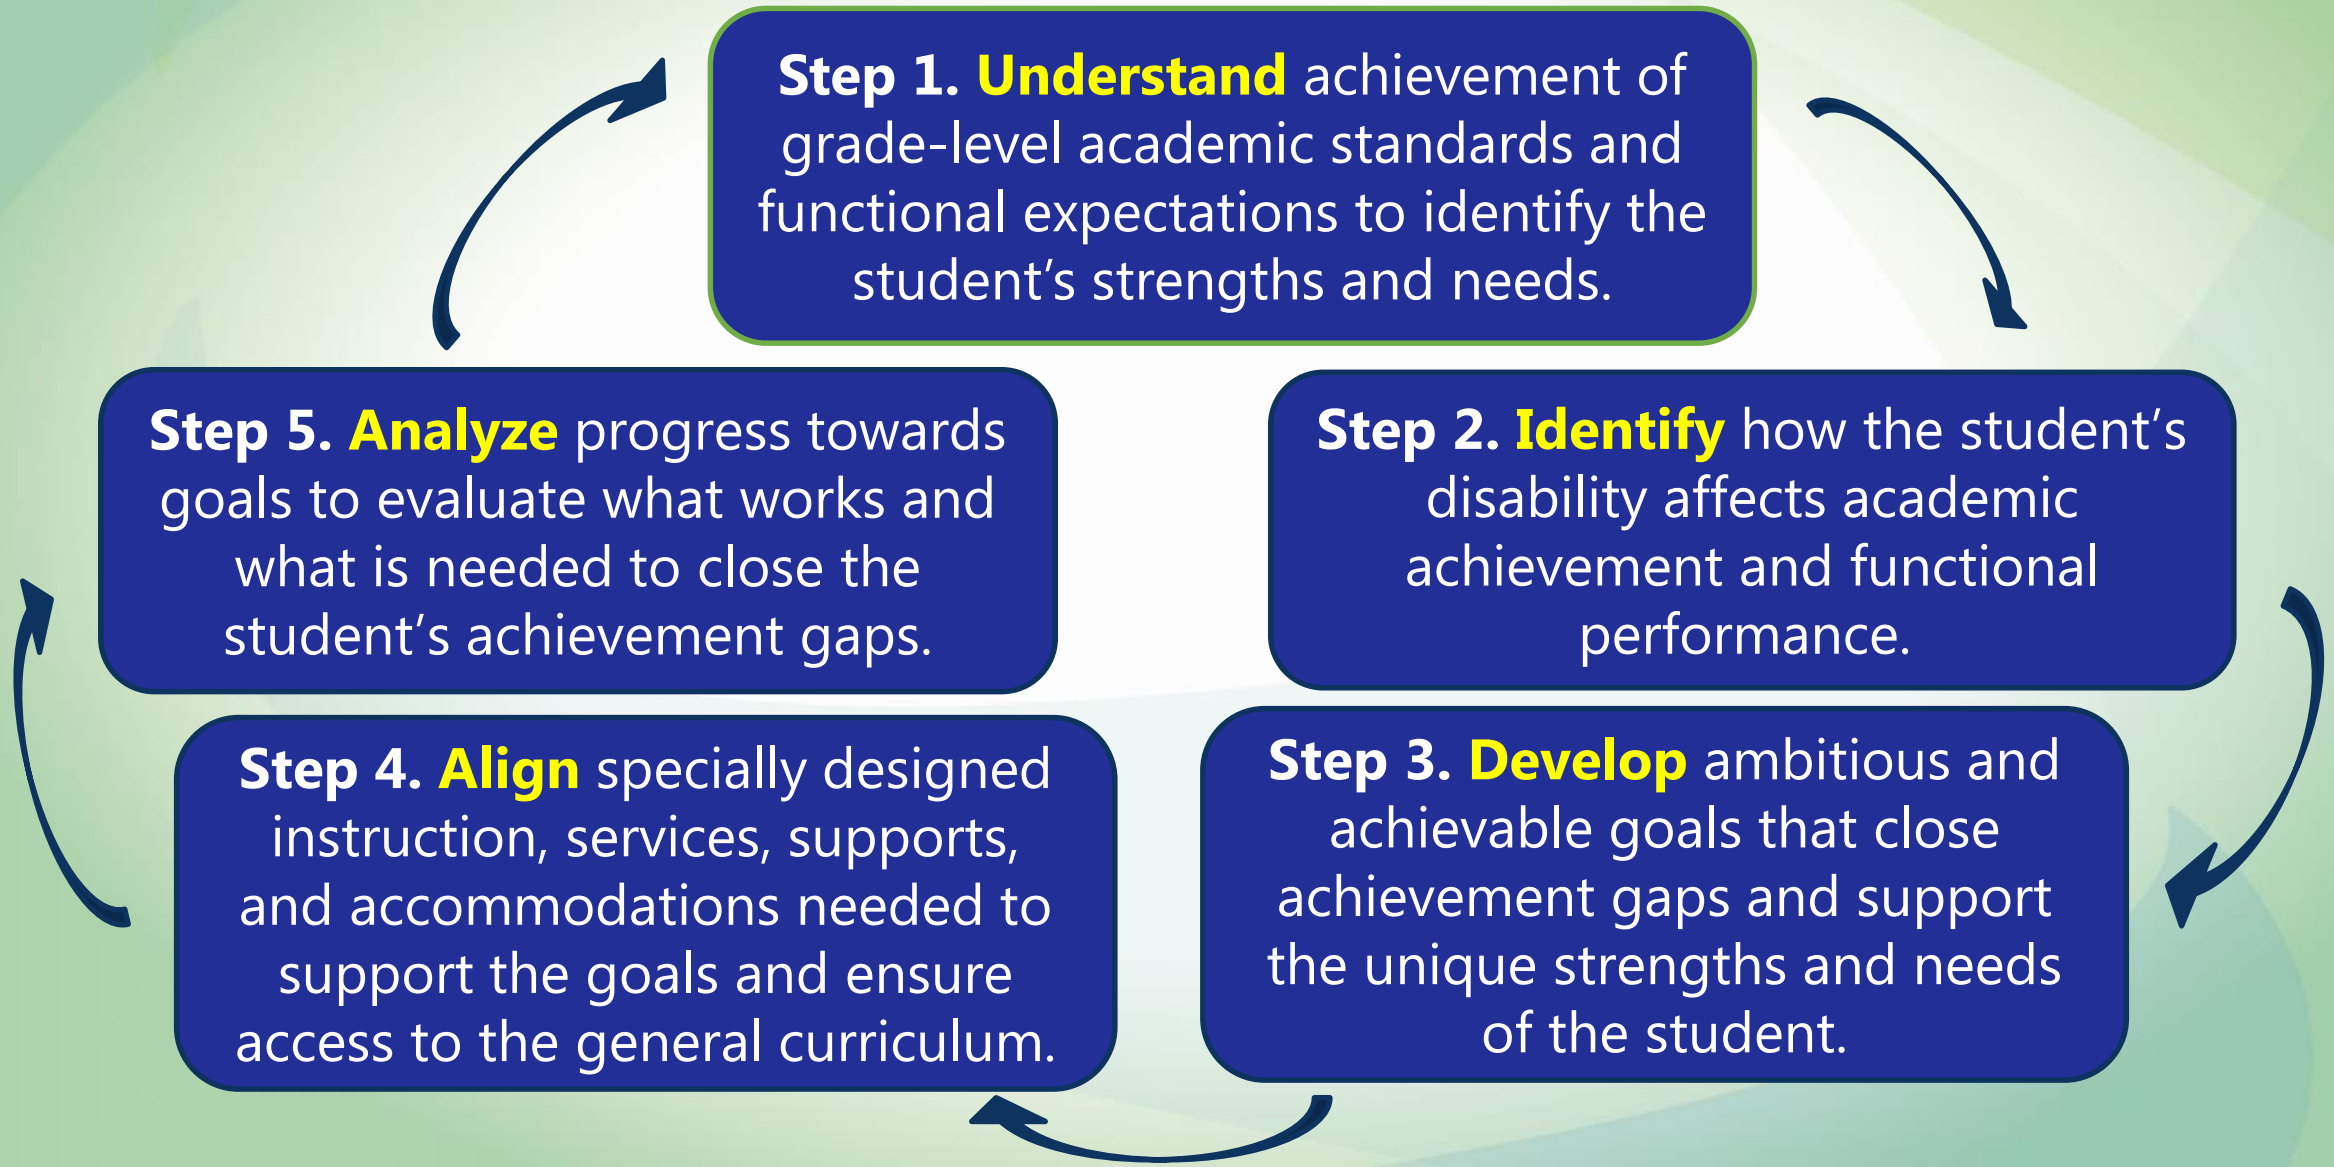 Step 1. Understand achievement of
grade-level academic standards and
functional expectations to identify the
student’s strengths and needs.
Step 2. Identify how the student’s
disability affects academic
achievement and functional
performance.
Step 3. Develop ambitious and
achievable goals that close
achievement gaps and support
the unique strengths and needs
of the student.
Step 4. Align specially designed
instruction, services, supports,
and accommodations needed to
support the goals and ensure
access to the general curriculum.
Step 5. Analyze progress towards
goals to evaluate what works and
what is needed to close the
student’s achievement gaps.